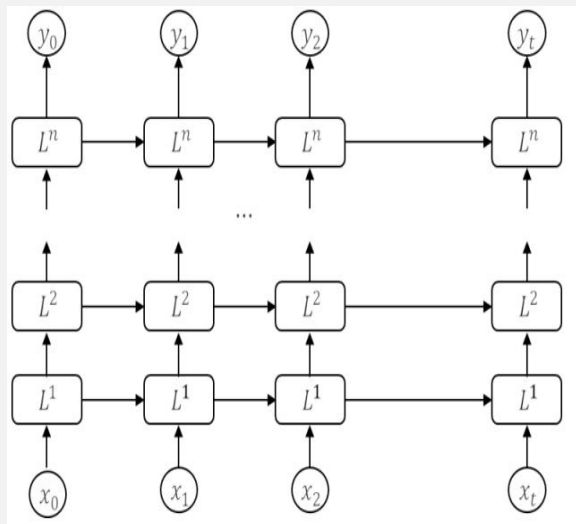 y₀ y₁ y₂ yₜ
Lⁿ Lⁿ Lⁿ Lⁿ
...
L² L² L² L²
L¹ L¹ L¹ L¹
x₀ x₁ x₂ xₜ